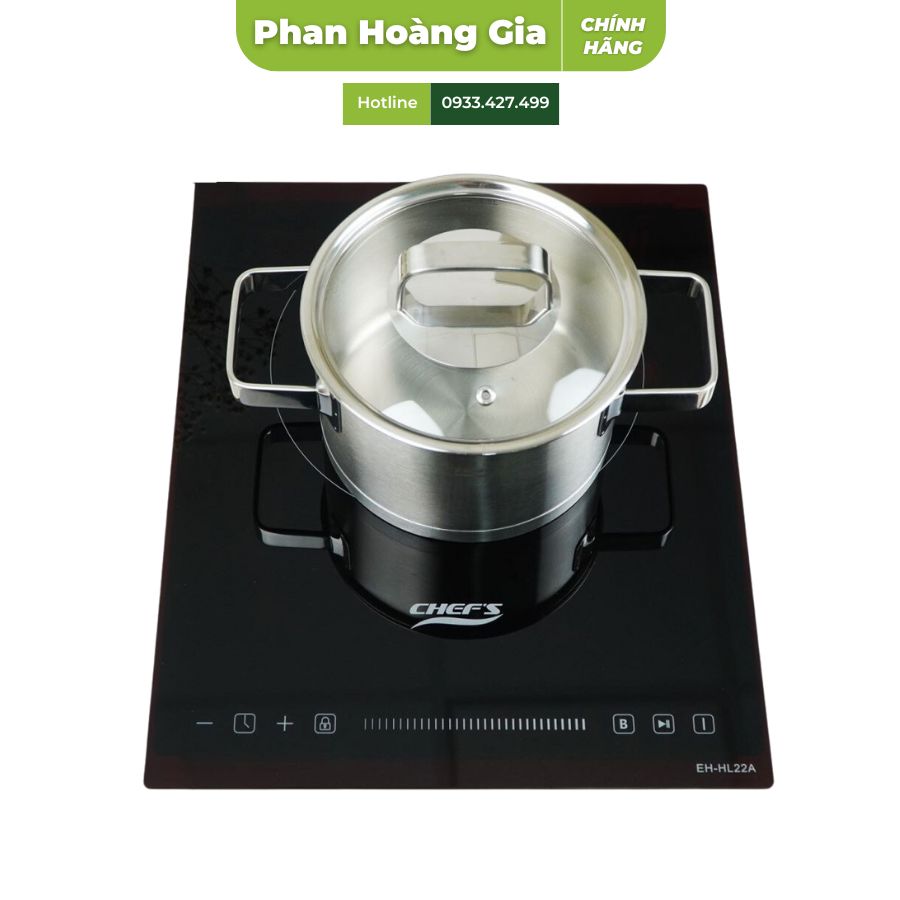 Phan Hoàng Gia
CHÍNH
HÃNG
Hotline 0933.427.499
CHEF'S
B
EH-HL22A